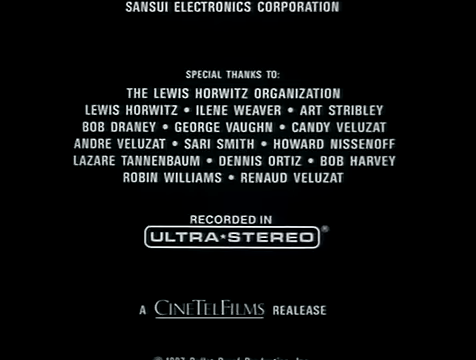 SANSUI ELECTRONICS CORPORATION
SPECIAL THANKS TO:
THE LEWIS HORWITZ ORGANIZATION
LEWIS HORWITZ • ILENE WEAVER • ART STRIBLEY
BOB DRANEY • GEORGE VAUGHN • CANDY VELUZAT
ANDRE VELUZAT • SARI SMITH • HOWARD NISSENOFF
LAZARE TANNENBAUM • DENNIS ORTIZ • BOB HARVEY
ROBIN WILLIAMS • RENAUD VELUZAT
RECORDED IN
ULTRA★STEREO®
A CINETELFILMS REALEASE